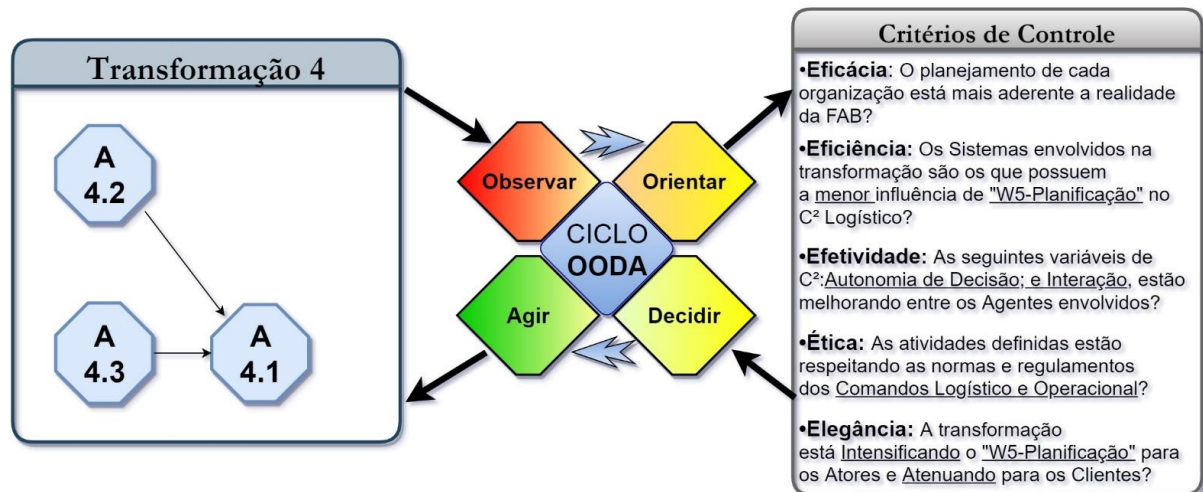 Transformação 4
A
4.2
A
4.3
A
4.1
Observar
Orientar
CICLO
OODA
Agir
Decidir
Critérios de Controle
•Eficácia: O planejamento de cada
organização está mais aderente a realidade
da FAB?
•Eficiência: Os Sistemas envolvidos na
transformação são os que possuem
a menor influência de "W5-Planificação" no
C² Logístico?
•Efetividade: As seguintes variáveis de
C²:Autonomia de Decisão; e Interação, estão
melhorando entre os Agentes envolvidos?
•Ética: As atividades definidas estão
respeitando as normas e regulamentos
dos Comandos Logístico e Operacional?
•Elegância: A transformação
está Intensificando o "W5-Planificação" para
os Atores e Atenuando para os Clientes?